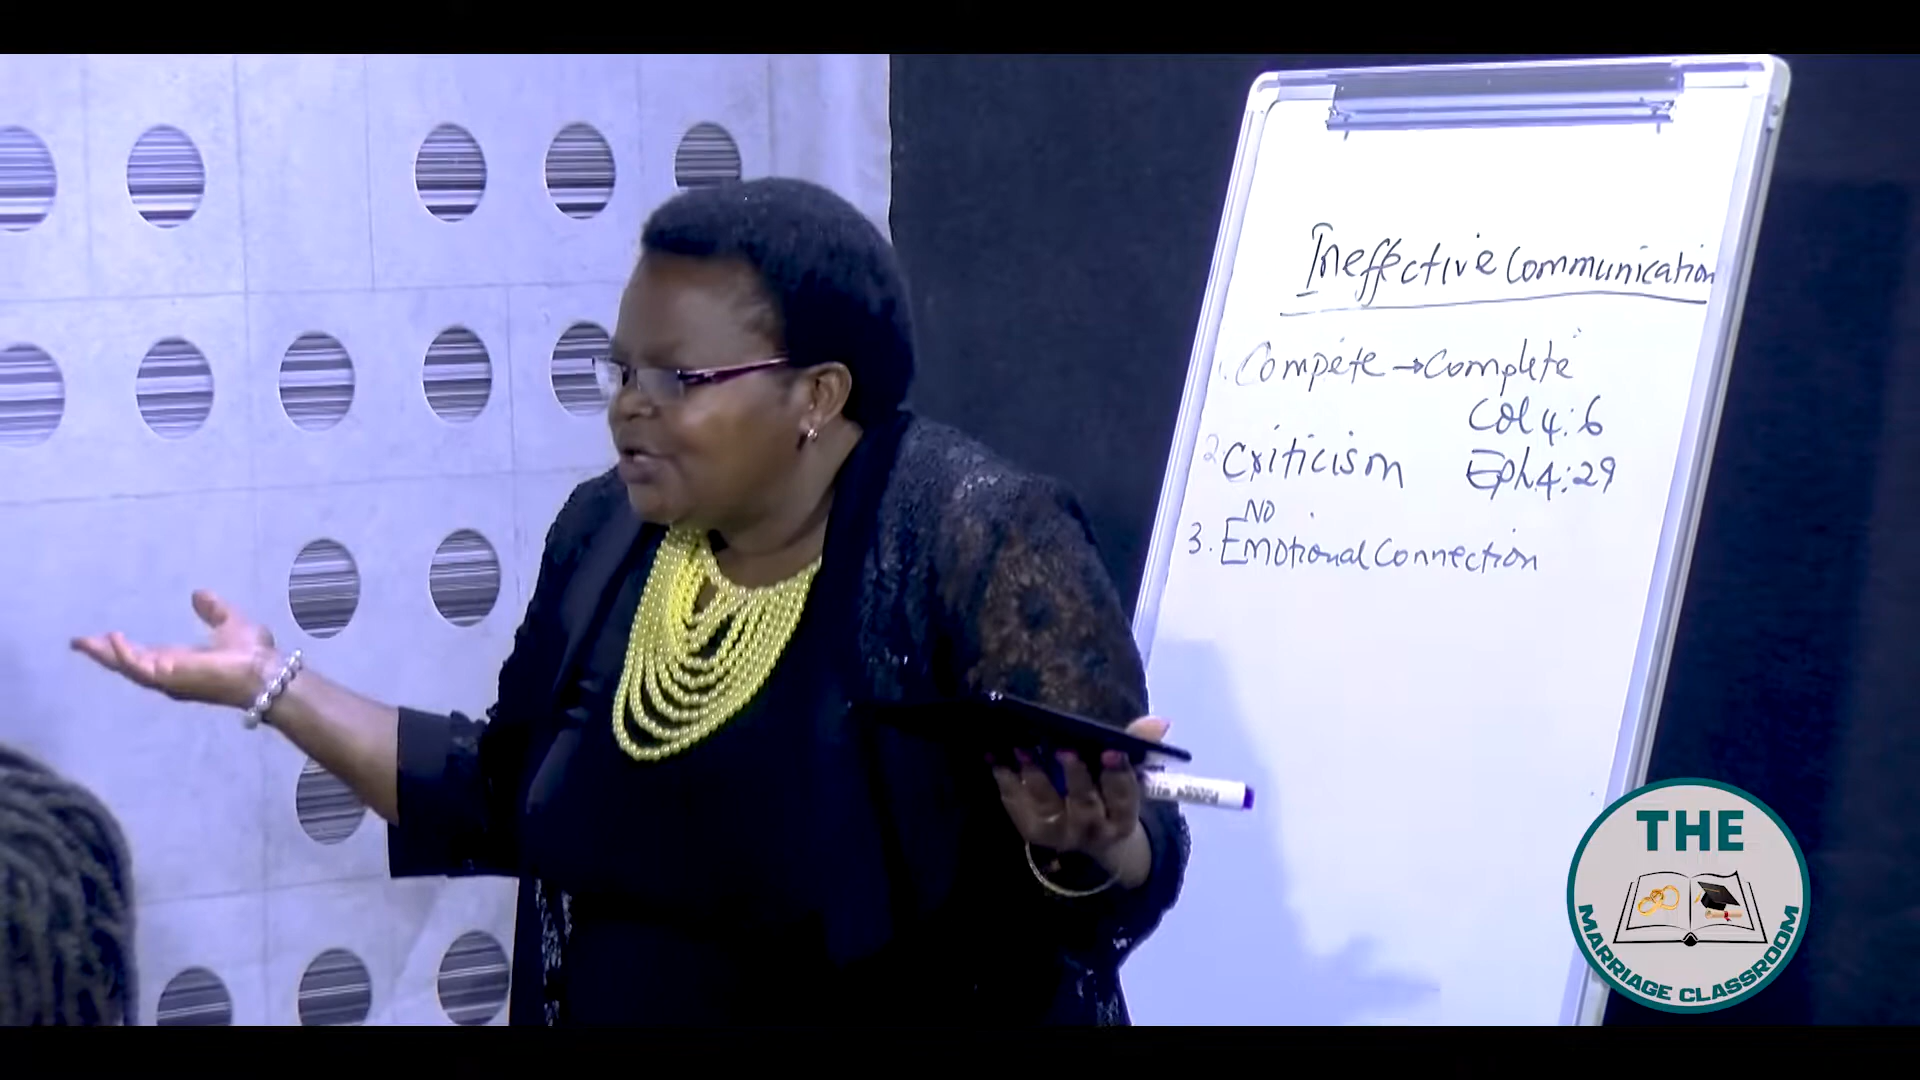 Ineffective Communication
1. Compete → Complete
Col 4:6
2 Criticism Eph 4:29
NO
3. Emotional Connection
THE
MARRIAGE CLASSROOM